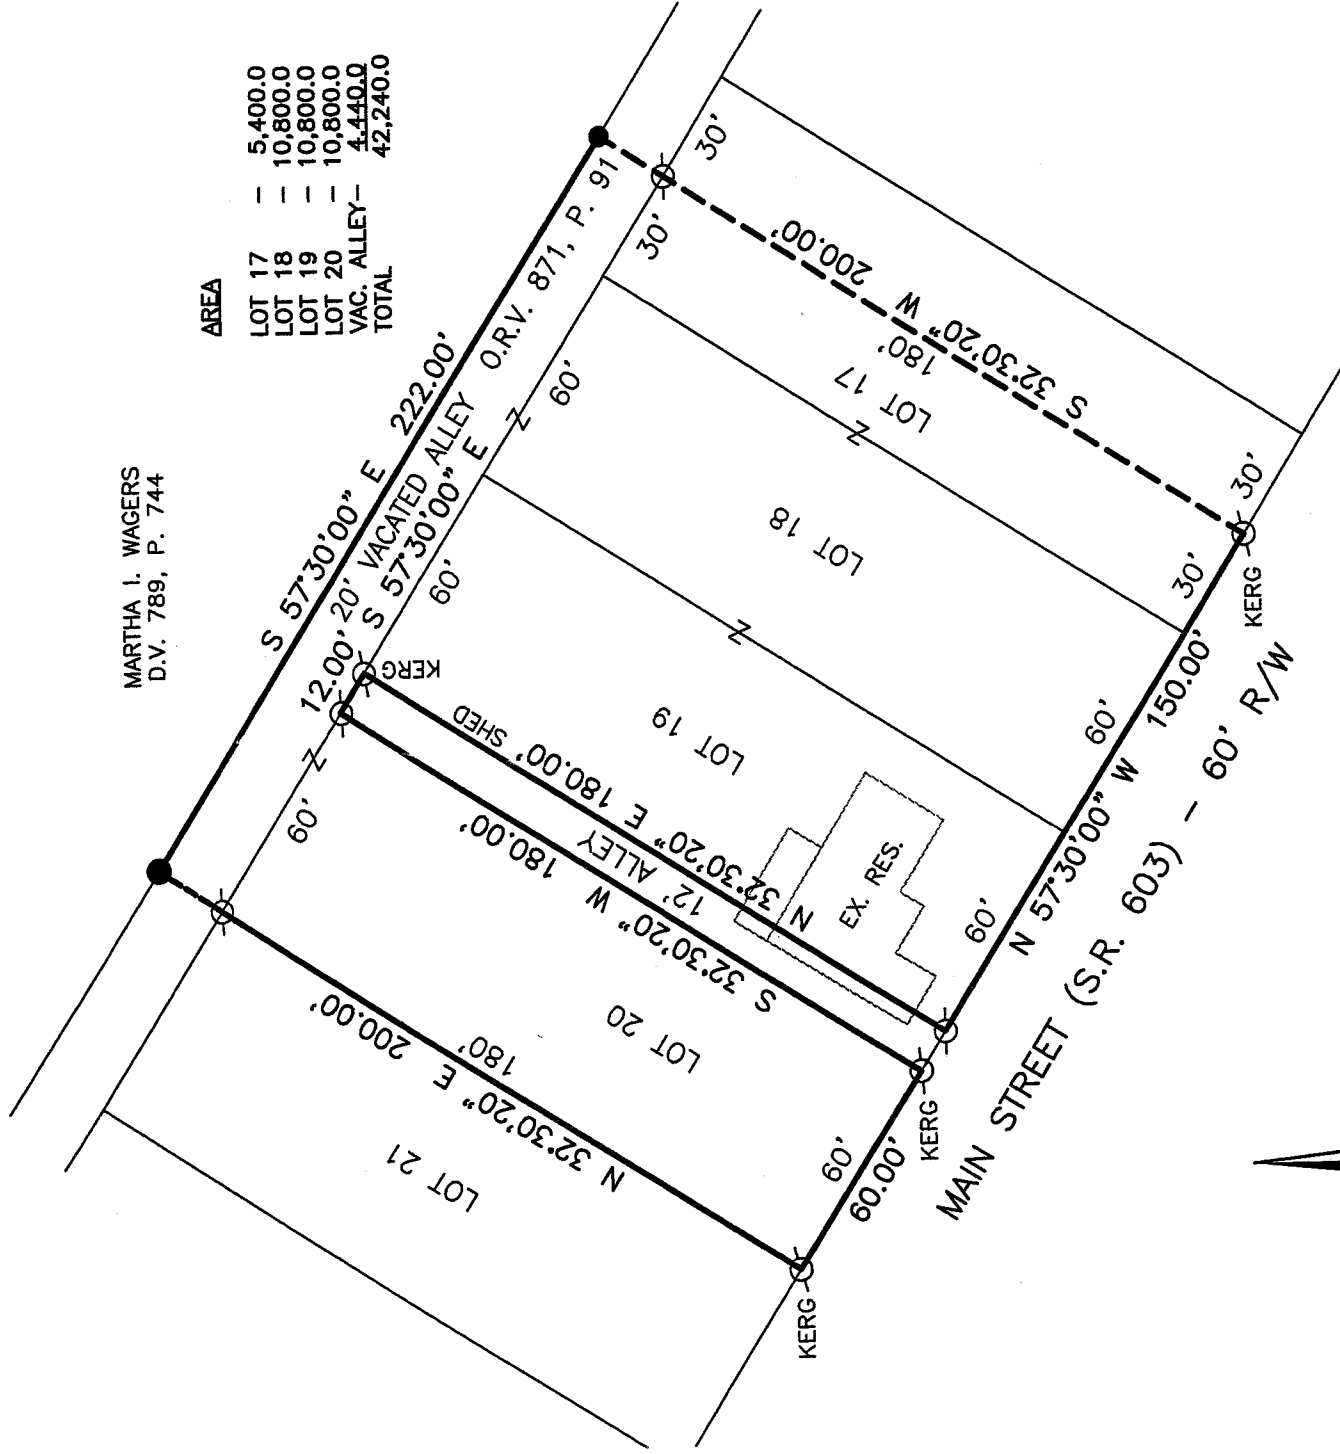 MARTHA I. WAGERS
D.V. 789, P. 744
AREA
LOT 17 – 5,400.0
LOT 18 – 10,800.0
LOT 19 – 10,800.0
LOT 20 – 10,800.0
VAC. ALLEY – 4,440.0
TOTAL 42,240.0
S 57°30'00" E 222.00'
20' VACATED ALLEY O.R.V. 871, P. 91
12.00' S 57°30'00" E
Z
Z
60'
60'
60'
30'
30'
KERG
SHED
N 32°30'20" E 200.00'
180'
S 32°30'20" W 180.00'
12' ALLEY
N 32°30'20" E 180.00'
S 32°30'20" W 200.00'
180'
Z
Z
LOT 21
LOT 20
LOT 19
LOT 18
LOT 17
EX. RES.
60'
60'
60'
30'
30'
60.00'
N 57°30'00" W 150.00'
KERG
KERG
KERG
MAIN STREET (S.R. 603) – 60' R/W